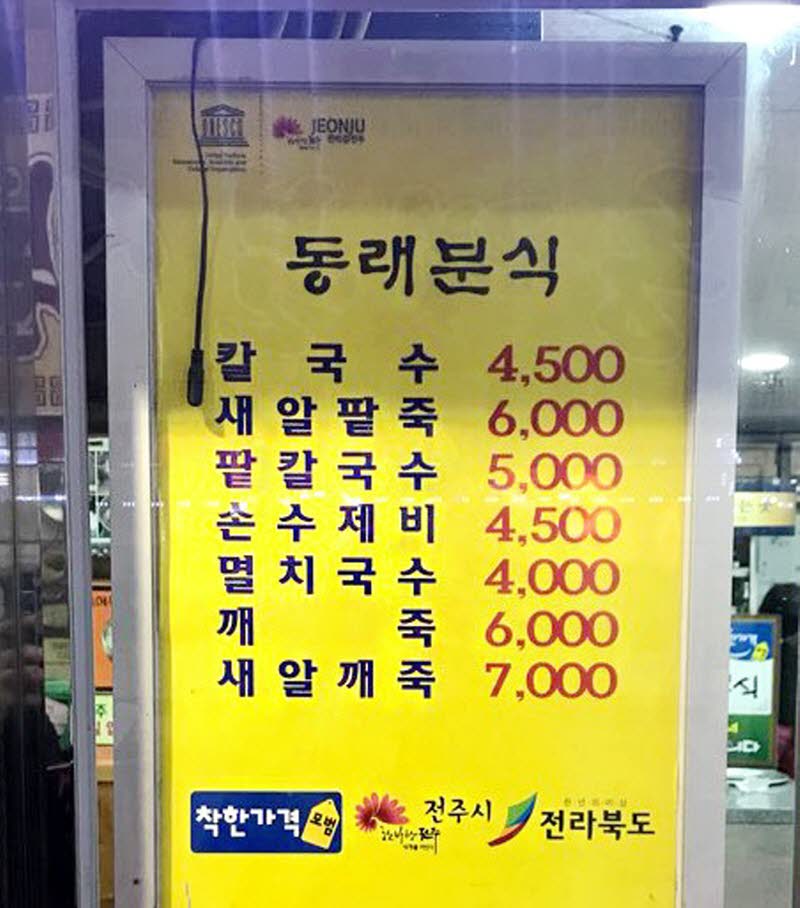 UNESCO
JEONJU
동래분식
칼 국 수 4,500
새 알 팥 죽 6,000
팥 칼 국 수 5,000
손 수 제 비 4,500
멸 치 국 수 4,000
깨 죽 6,000
새 알 깨 죽 7,000
착한가격 모범
전주시
전라북도